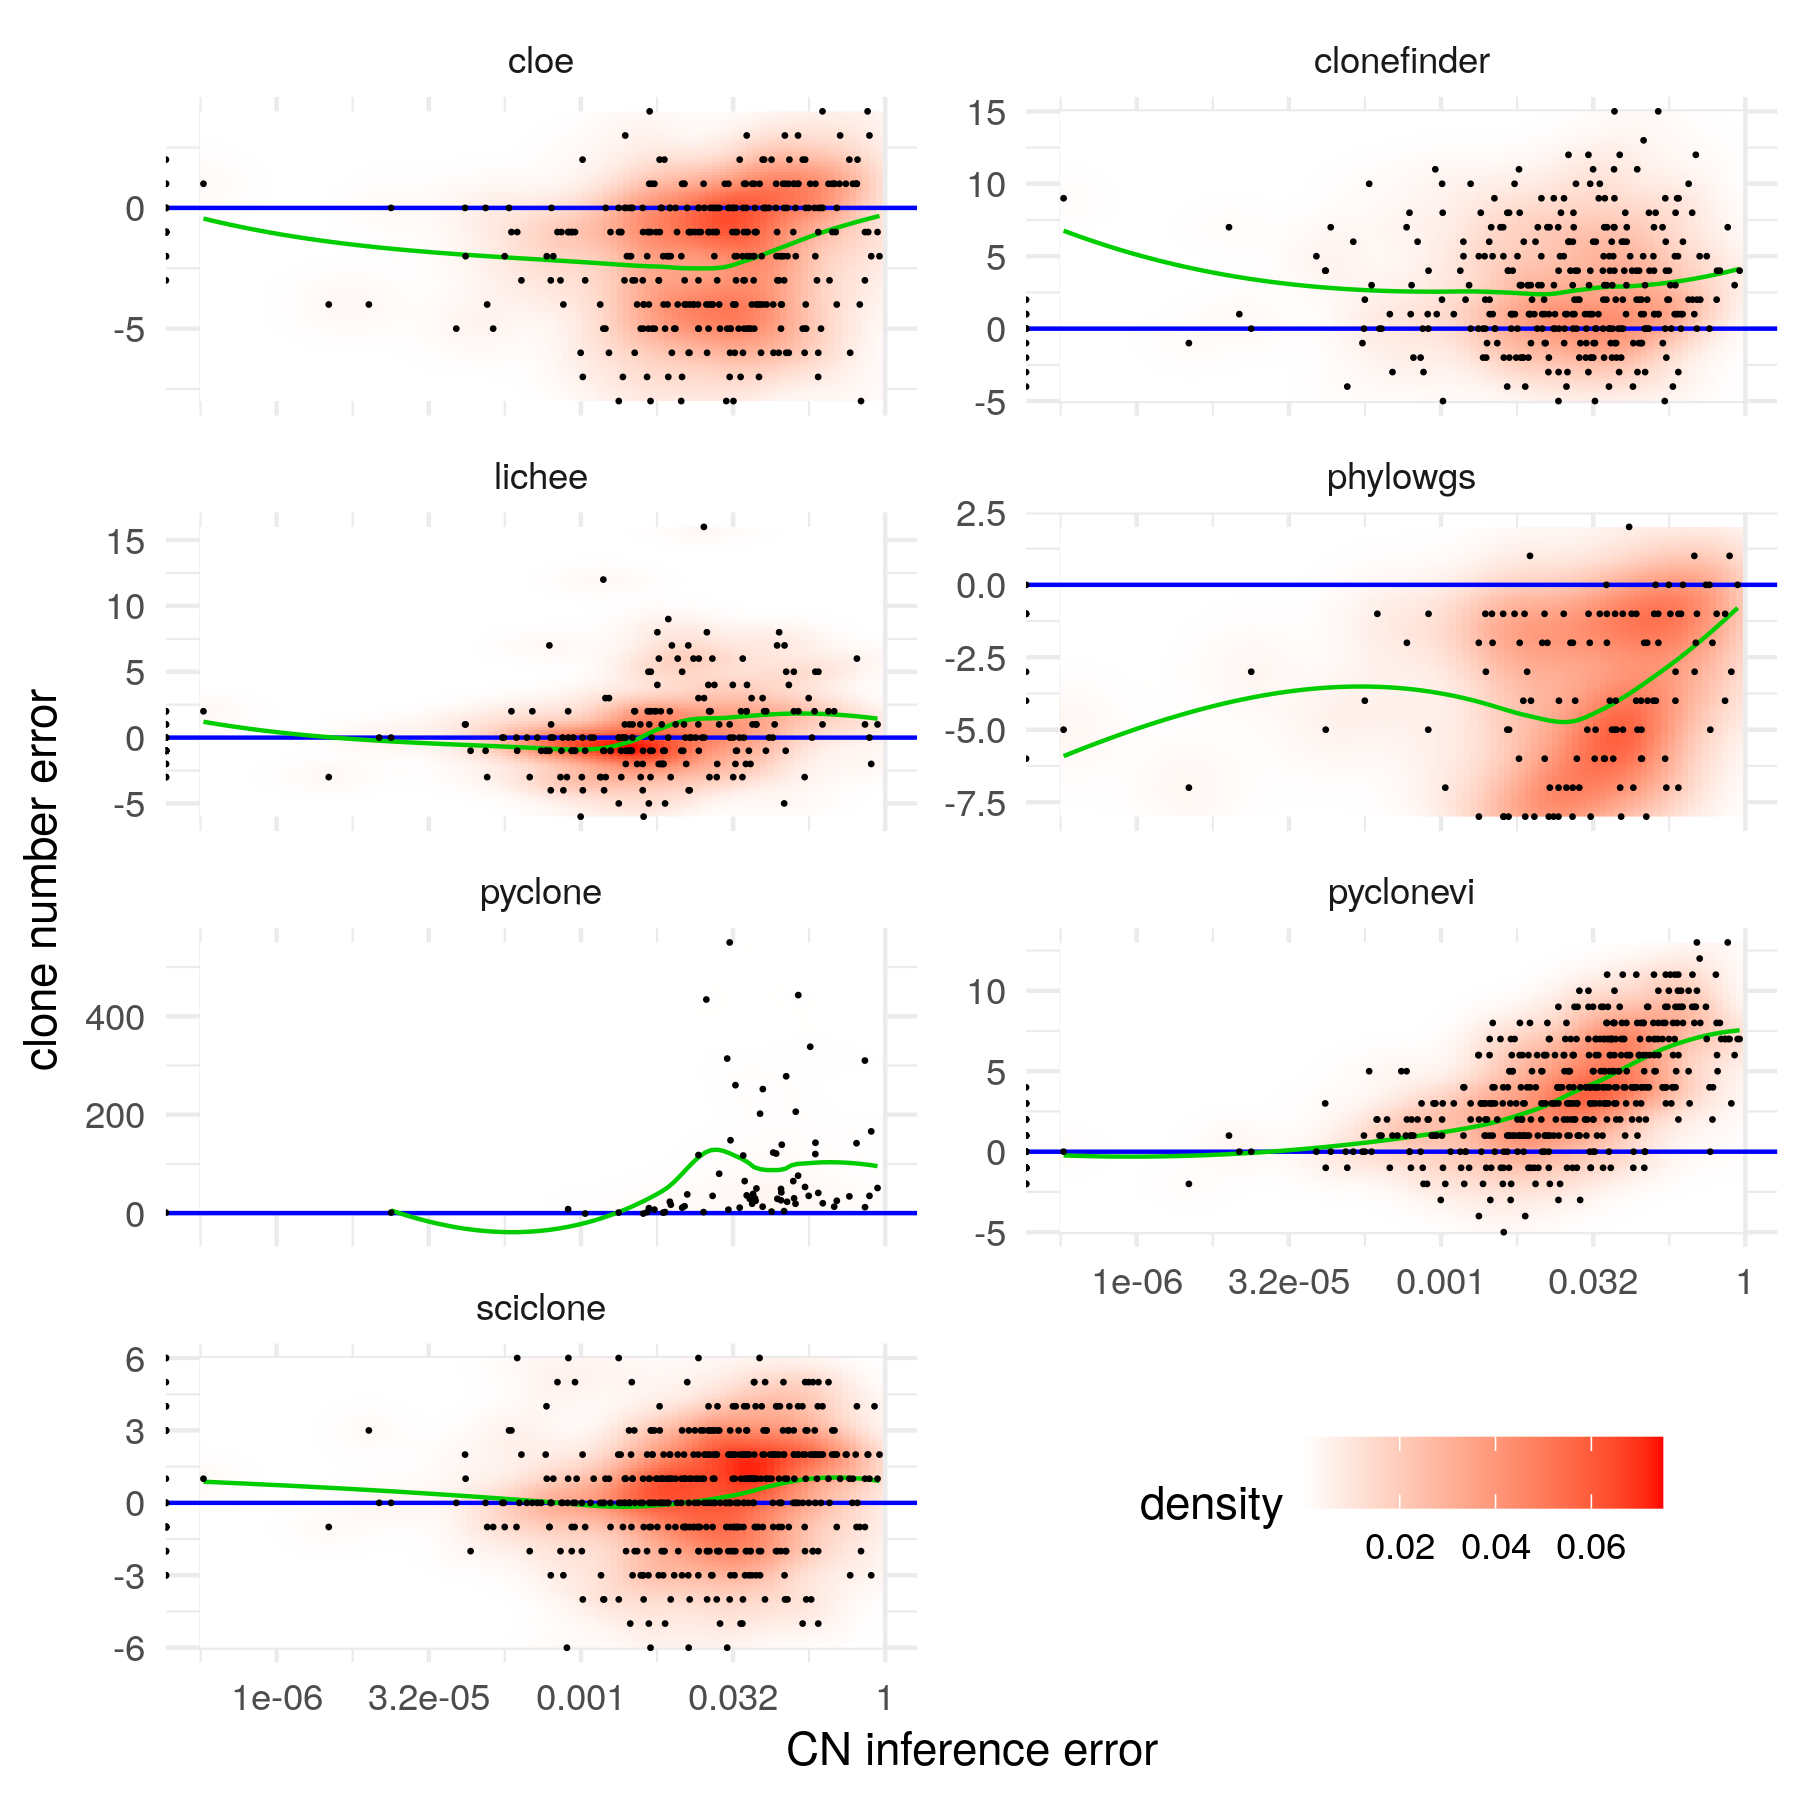 cloe
clonefinder
0
-5
15
10
5
0
-5
lichee
phylowgs
15
10
5
0
-5
2.5
0.0
-2.5
-5.0
-7.5
pyclone
pyclonevi
400
200
0
10
5
0
-5
1e-06 3.2e-05 0.001 0.032 1
sciclone
6
3
0
-3
-6
1e-06 3.2e-05 0.001 0.032 1
density
0.02 0.04 0.06
clone number error
CN inference error